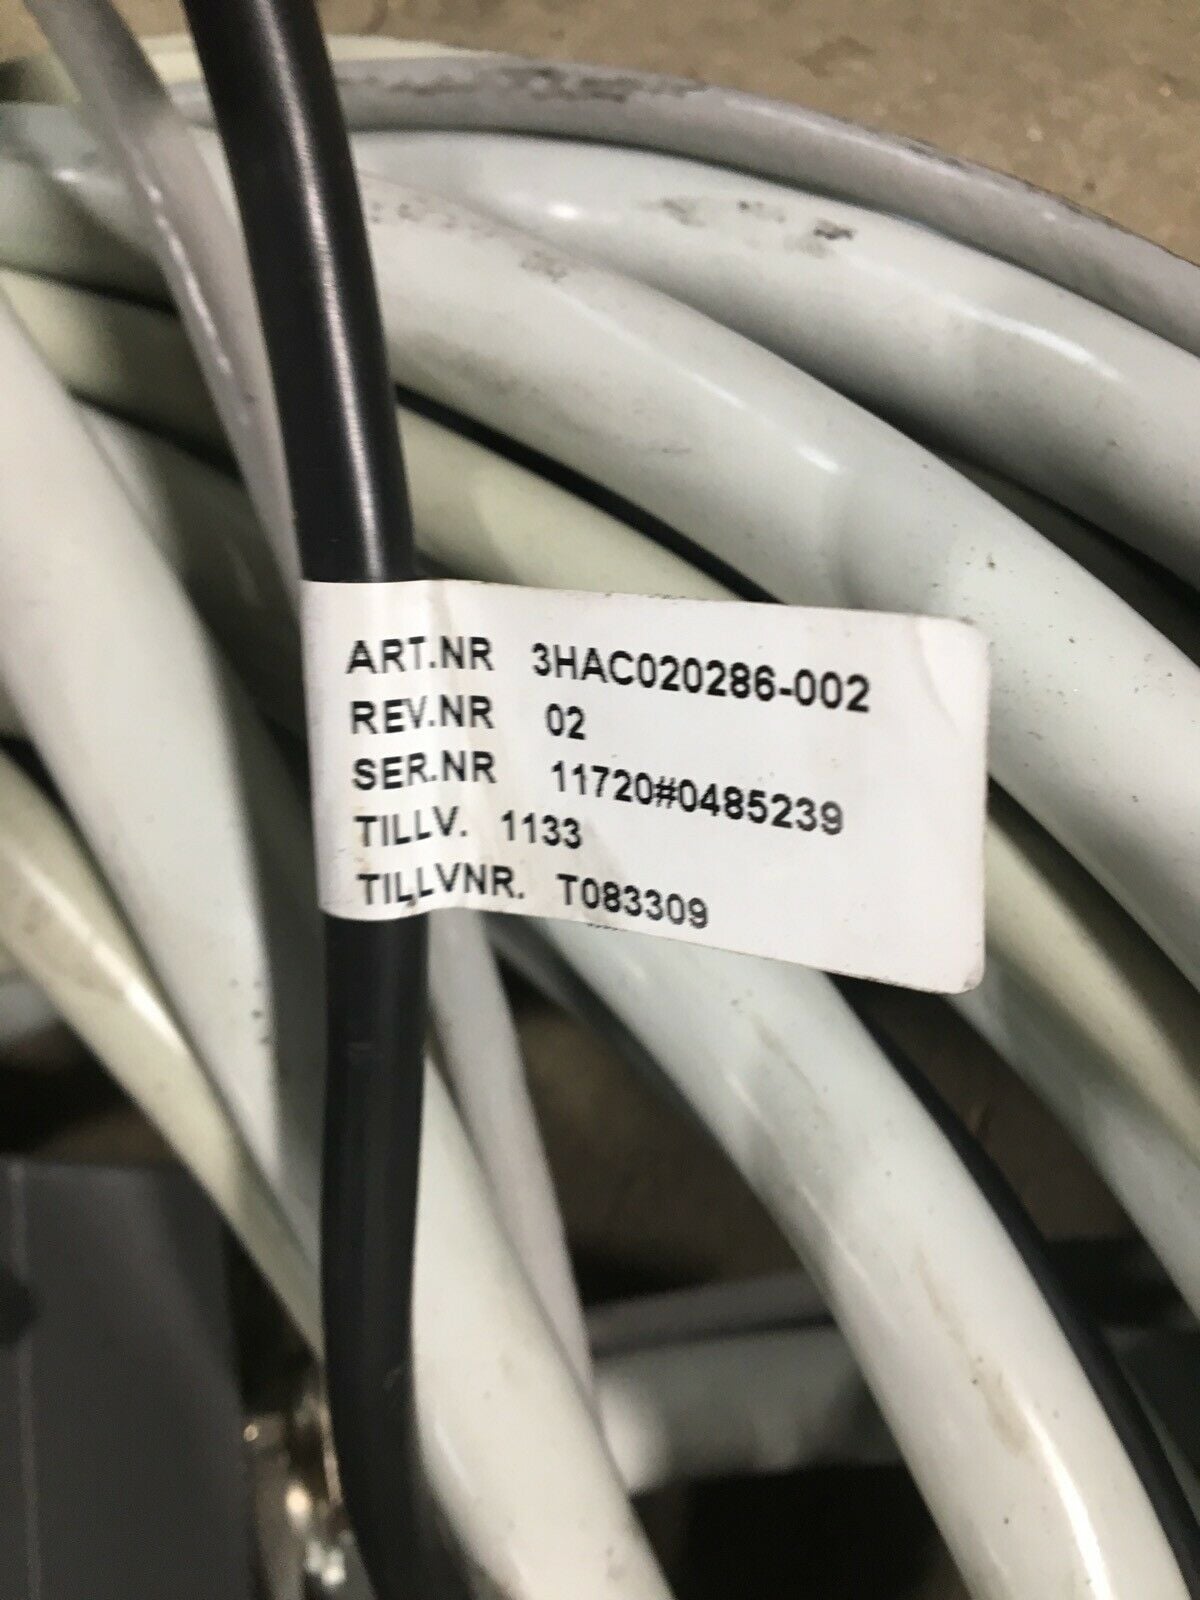 ART.NR 3HAC020286-002
REV.NR 02
SER.NR 11720#0485239
TILLV. 1133
TILLVNR. T083309